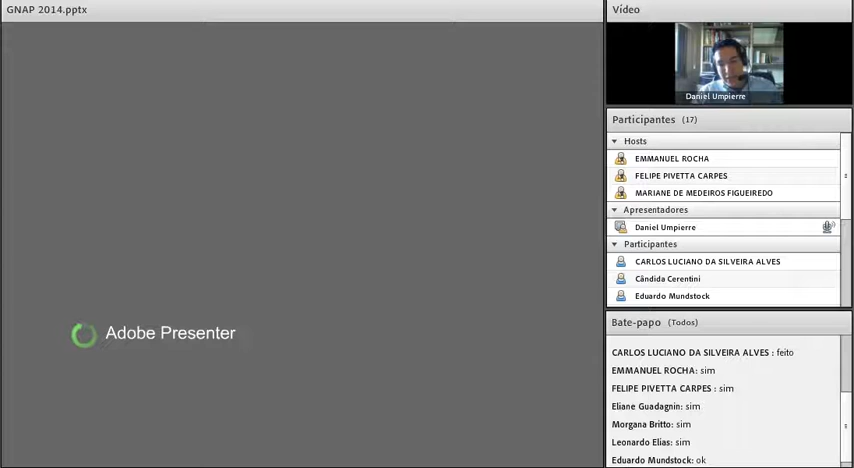 GNAP 2014.pptx
Adobe Presenter
Vídeo
Daniel Umpierre
Participantes (17)
Hosts
EMMANUEL ROCHA
FELIPE PIVETTA CARPES
MARIANE DE MEDEIROS FIGUEIREDO
Apresentadores
Daniel Umpierre
Participantes
CARLOS LUCIANO DA SILVEIRA ALVES
Cândida Cerentini
Eduardo Mundstock
Bate-papo (Todos)
CARLOS LUCIANO DA SILVEIRA ALVES : feito
EMMANUEL ROCHA: sim
FELIPE PIVETTA CARPES : sim
Eliane Guadagnin: sim
Morgana Britto: sim
Leonardo Elias: sim
Eduardo Mundstock: ok